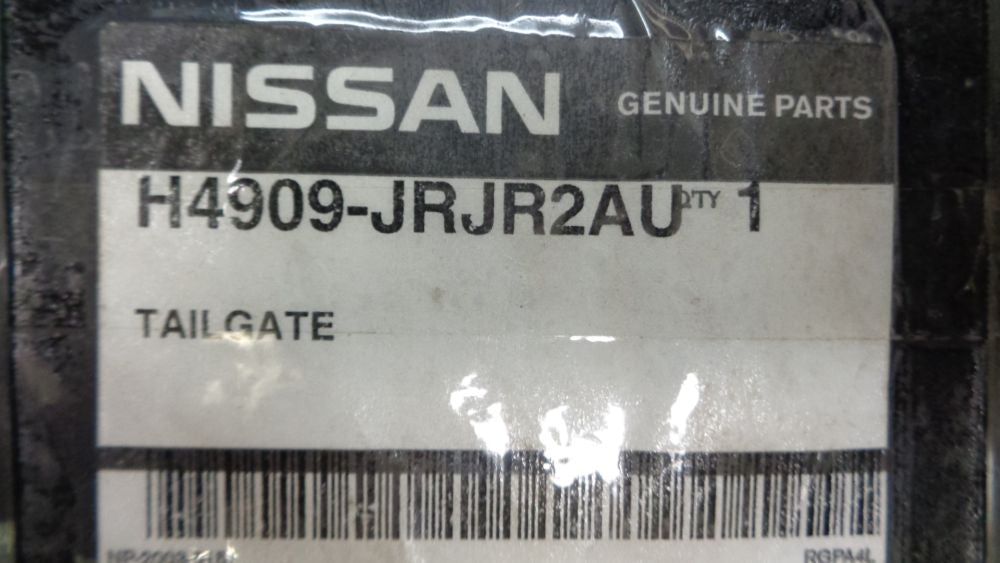 NISSAN GENUINE PARTS
H4909-JRJR2AU QTY 1
TAILGATE
RGPA4L